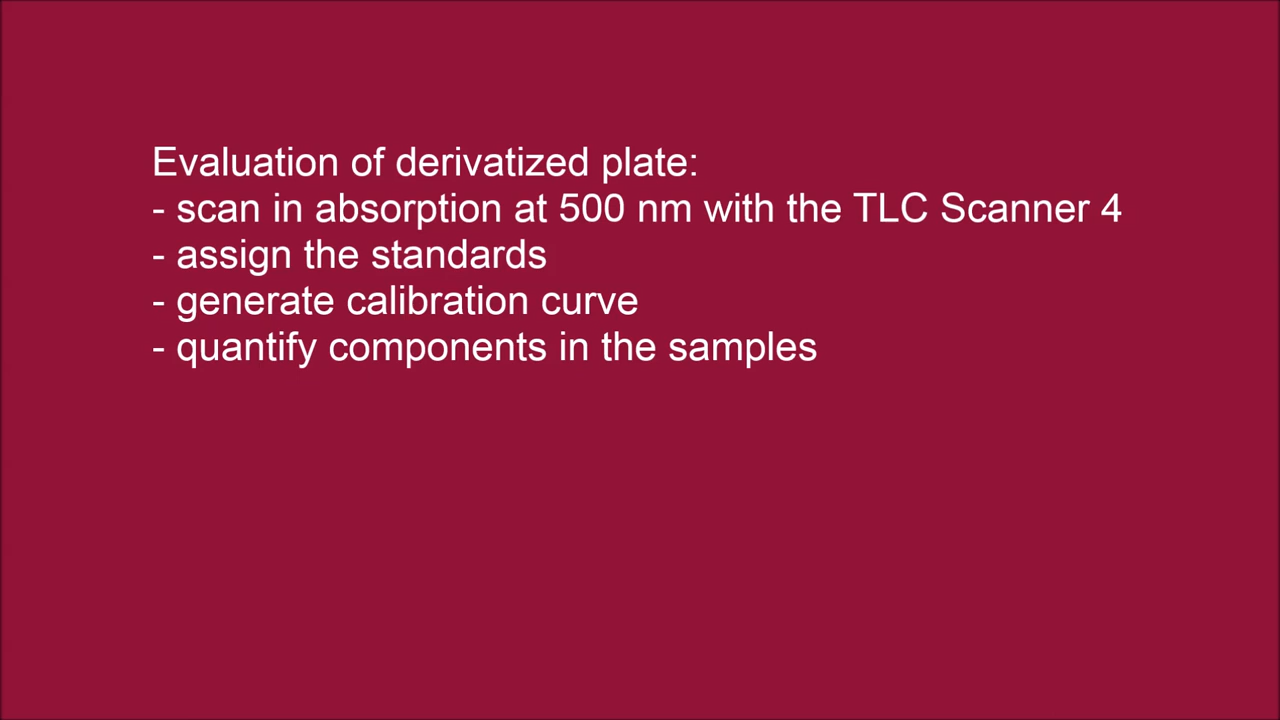 Evaluation of derivatized plate:
- scan in absorption at 500 nm with the TLC Scanner 4
- assign the standards
- generate calibration curve
- quantify components in the samples